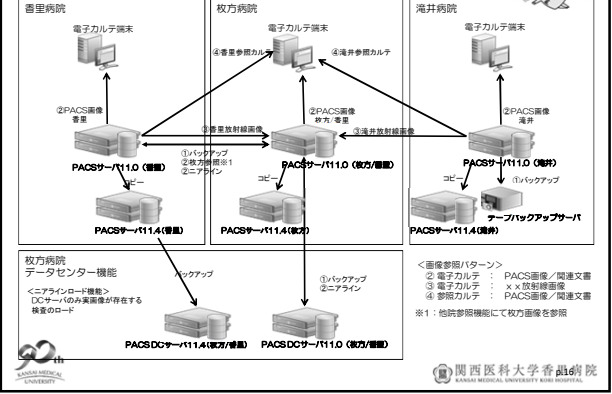 香里病院
枚方病院
滝井病院
電子カルテ端末
電子カルテ端末
電子カルテ端末
④香里参照カルテ
④滝井参照カルテ
②PACS画像
香里
②PACS画像
枚方/香里
②PACS画像
滝井
③香里放射線画像
③滝井放射線画像
PACSサーバ11.0（香里）
①バックアップ
②枚方参照※1
②ニアライン
PACSサーバ11.0（枚方/香里）
PACSサーバ11.0（滝井）
コピー
コピー
コピー
①バックアップ
テープバックアップサーバ
PACSサーバ11.4(香里)
PACSサーバ11.4(枚方)
PACSサーバ11.4(滝井)
枚方病院
データセンター機能
＜ニアラインロード機能＞
DCサーバのみ実画像が存在する
検査のロード
バックアップ
①バックアップ
②ニアライン
PACSDCサーバ11.4(枚方/香里)
PACSDCサーバ11.0（枚方/香里）
＜画像参照パターン＞
② 電子カルテ ： PACS画像／関連文書
③ 電子カルテ ： ××放射線画像
④ 参照カルテ ： PACS画像／関連文書
※1：他院参照機能にて枚方画像を参照
90th
KANSAI MEDICAL
UNIVERSITY
関西医科大学香里病院
KANSAI MEDICAL UNIVERSITY KORI HOSPITAL
p.16